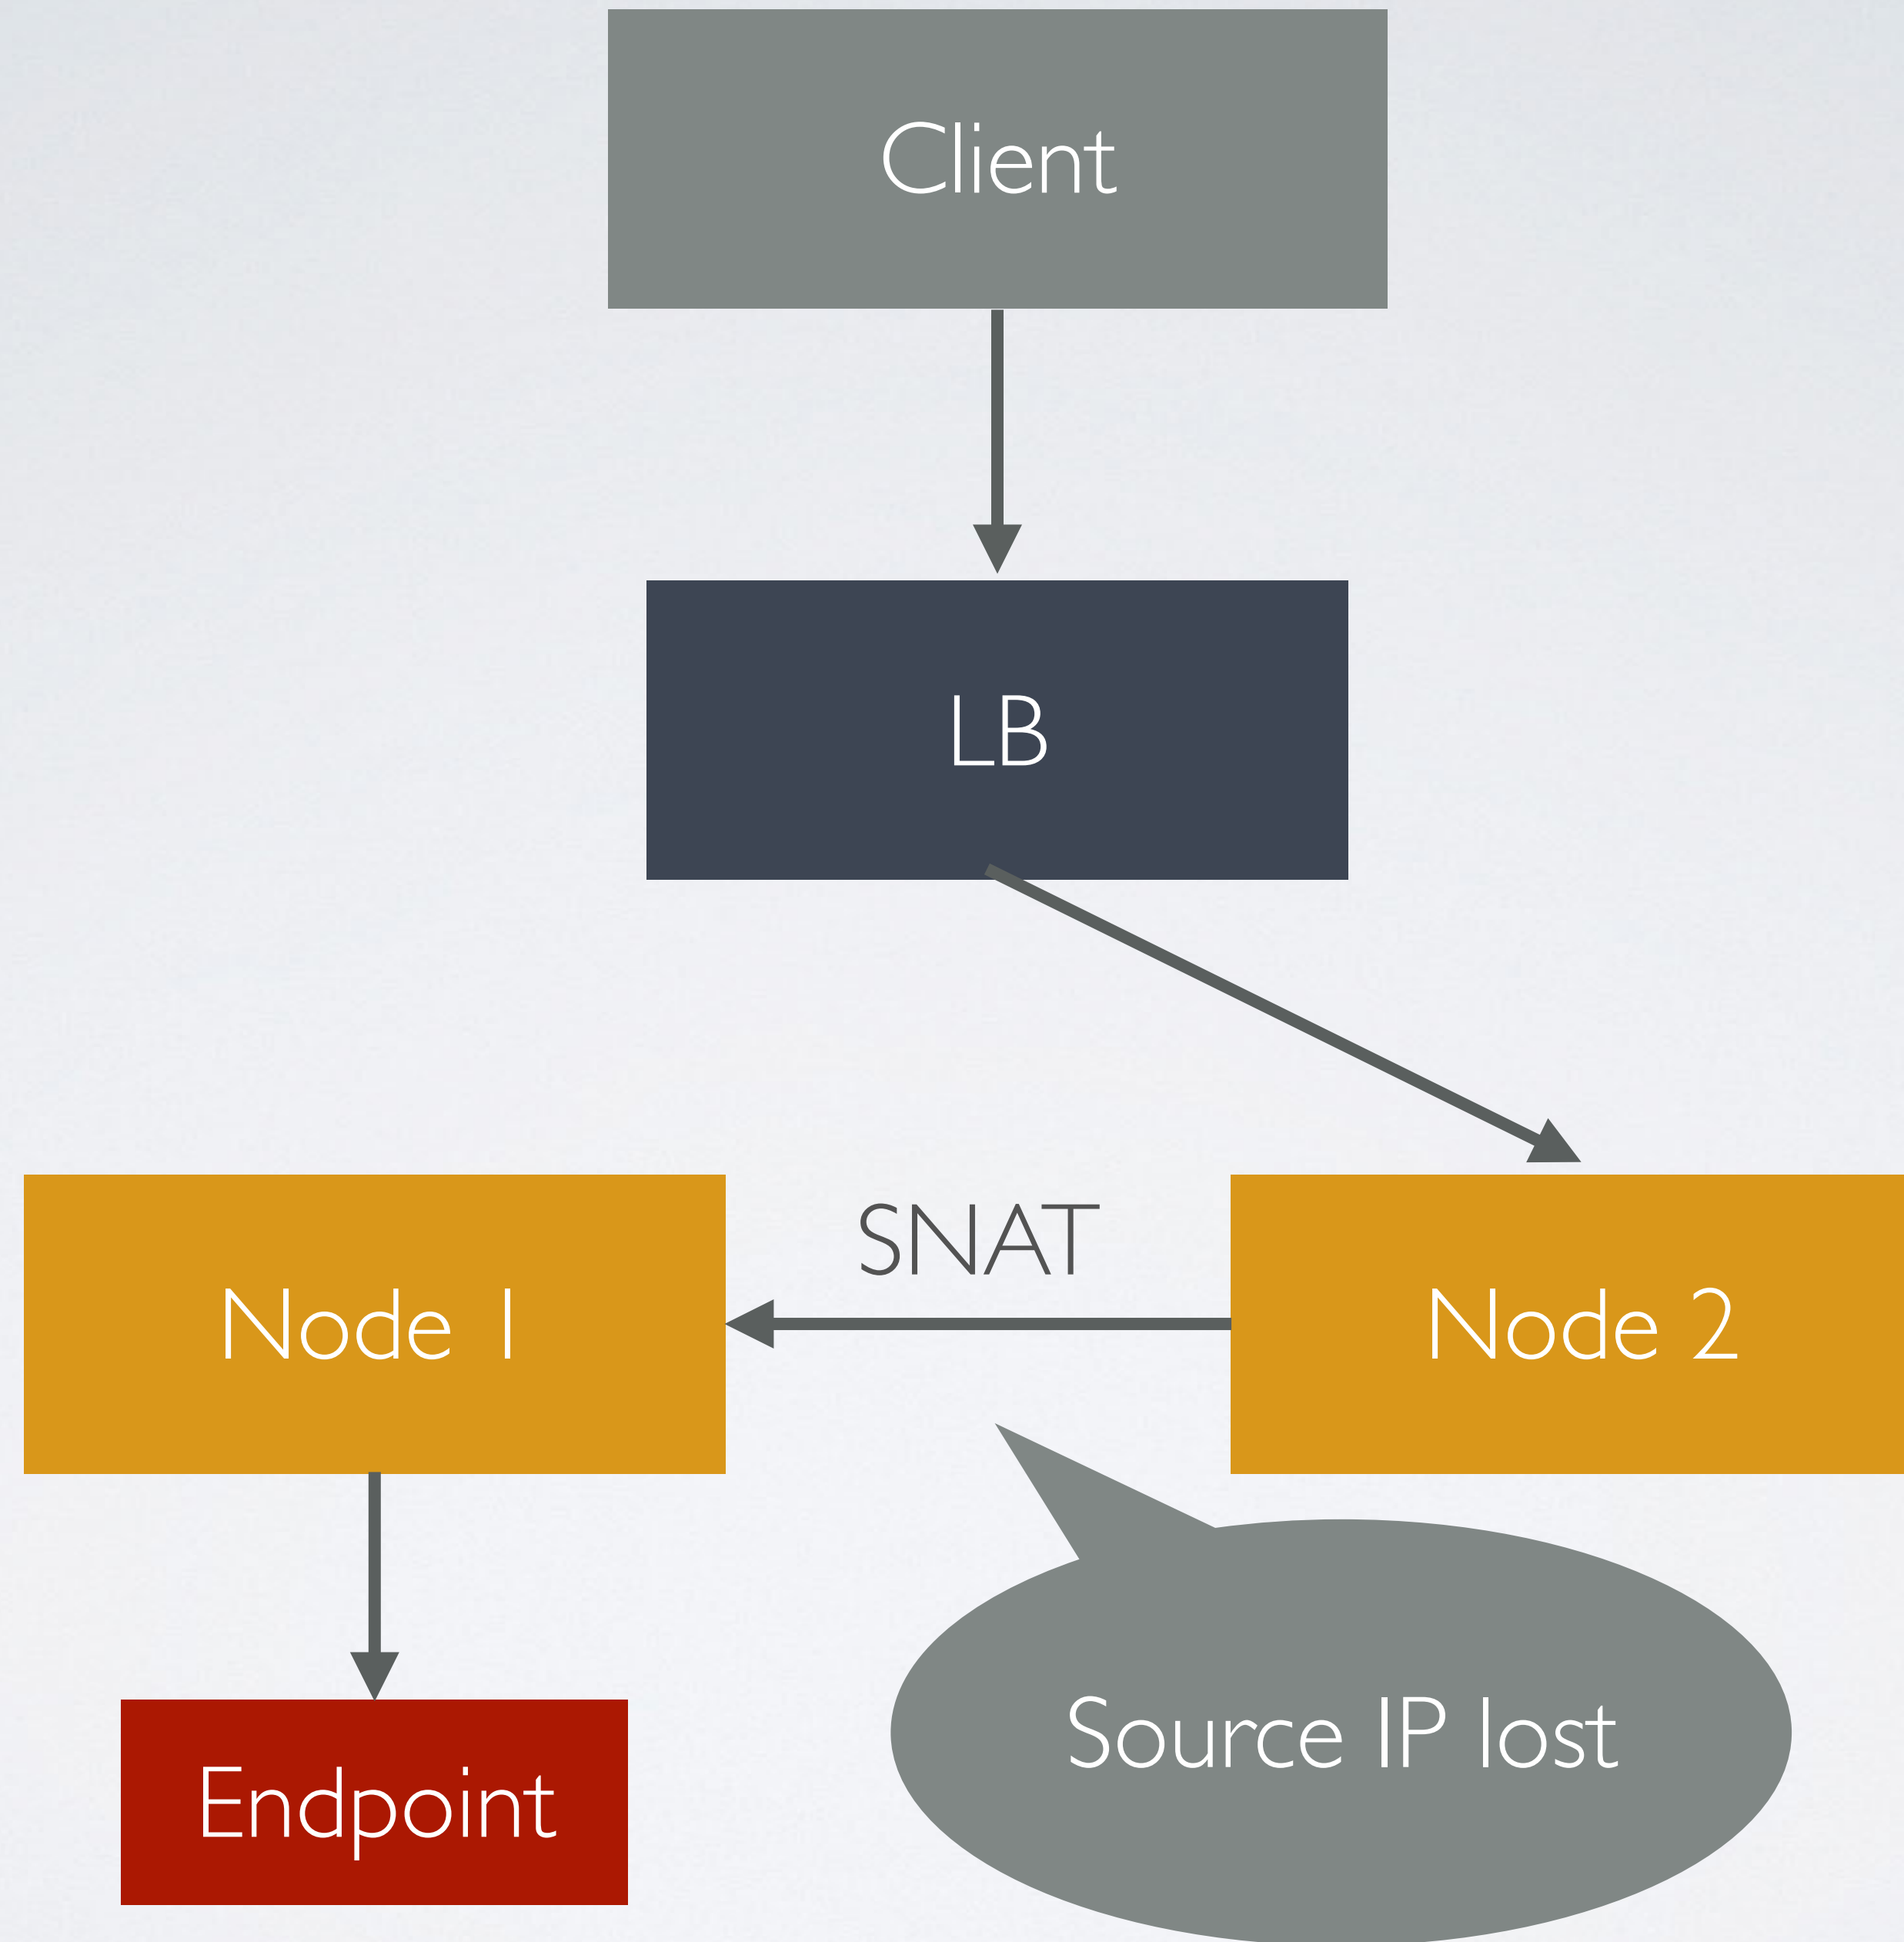 Client
LB
SNAT
Node 1
Node 2
Source IP lost
Endpoint